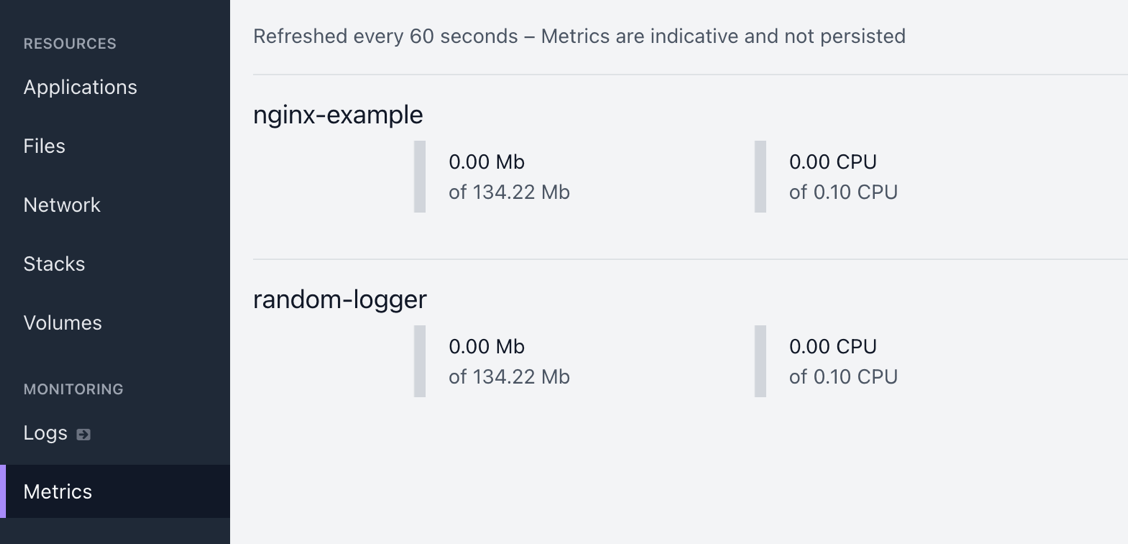 RESOURCES
Applications
Files
Network
Stacks
Volumes
MONITORING
Logs
Metrics
Refreshed every 60 seconds – Metrics are indicative and not persisted
nginx-example
0.00 Mb
of 134.22 Mb
0.00 CPU
of 0.10 CPU
random-logger
0.00 Mb
of 134.22 Mb
0.00 CPU
of 0.10 CPU